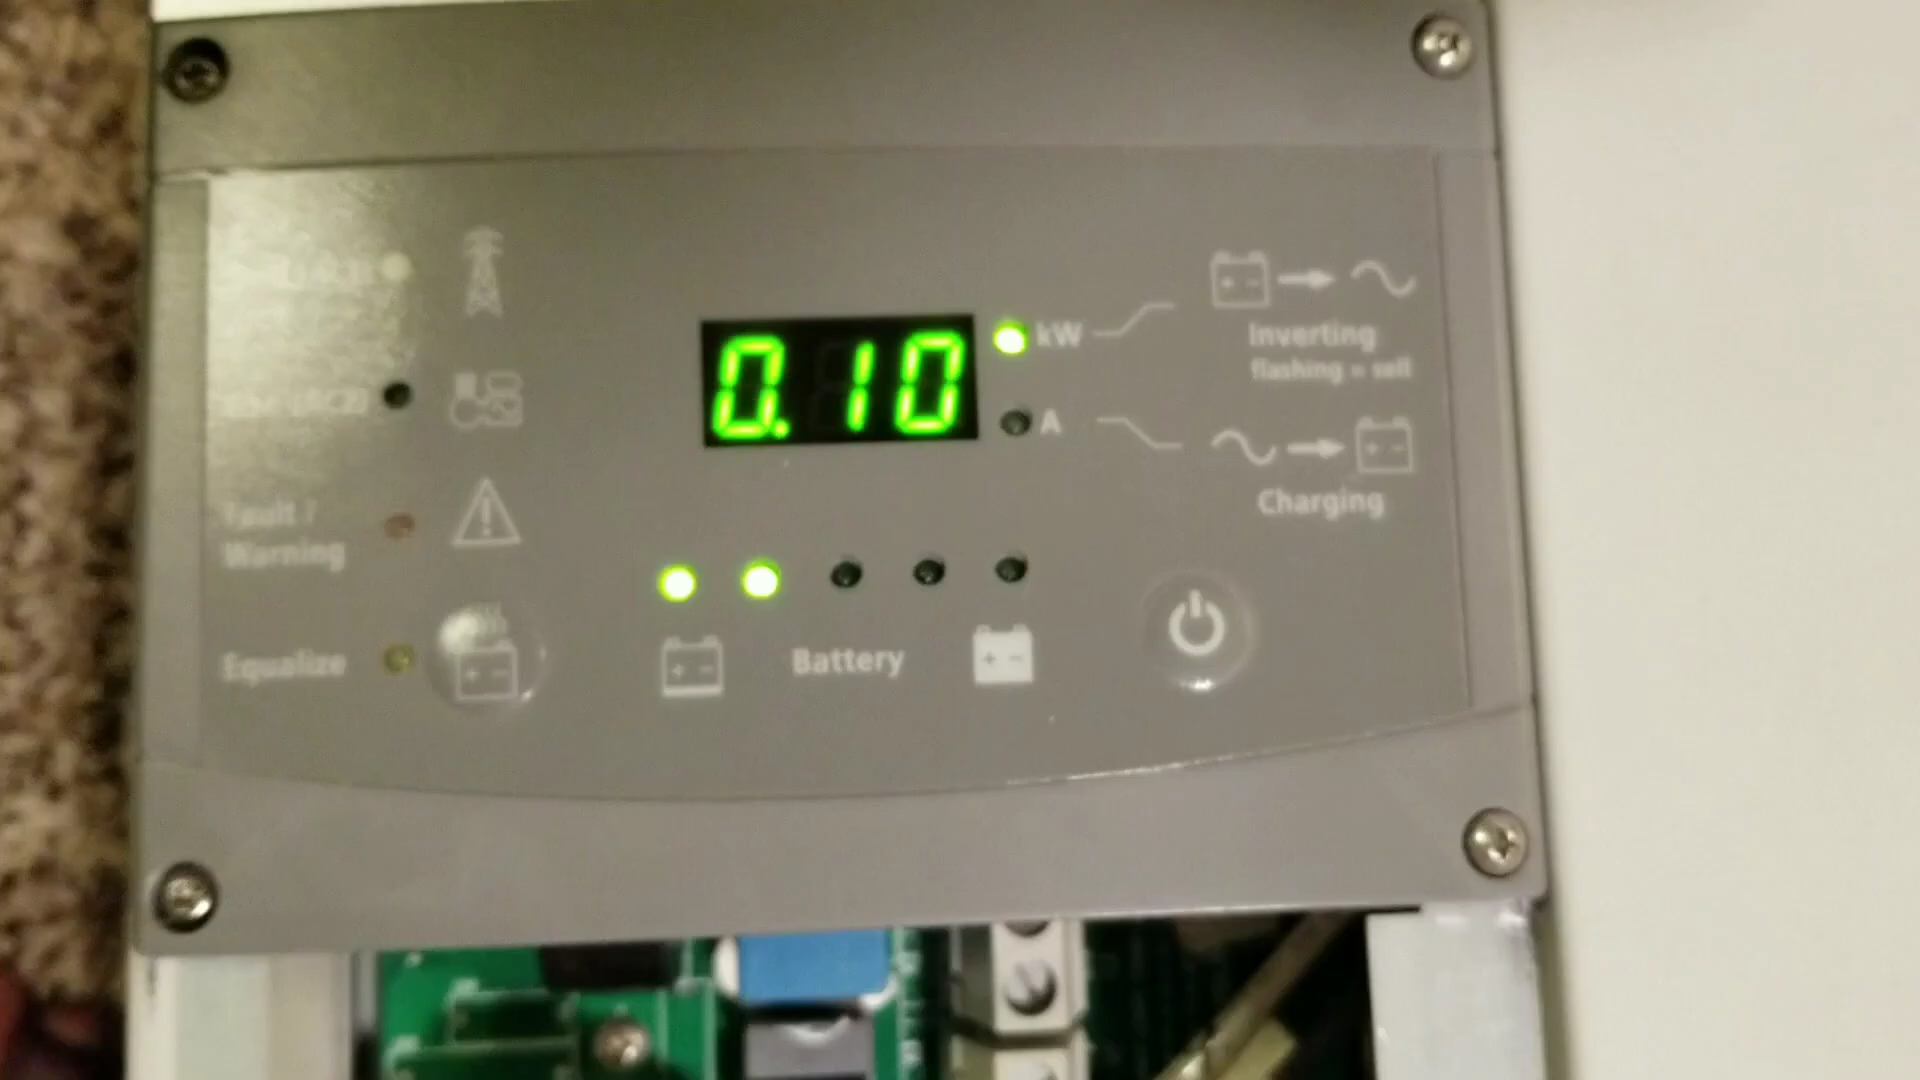 0.10
kW
Inverting
flashing = sell
A
Charging
Fault /
Warning
Equalize
Battery